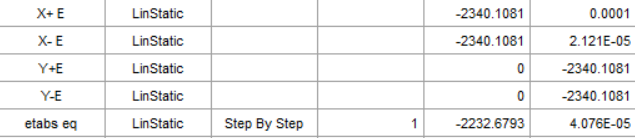 X+ E LinStatic -2340.1081 0.0001
X- E LinStatic -2340.1081 2.121E-05
Y+E LinStatic 0 -2340.1081
Y-E LinStatic 0 -2340.1081
etabs eq LinStatic Step By Step 1 -2232.6793 4.076E-05